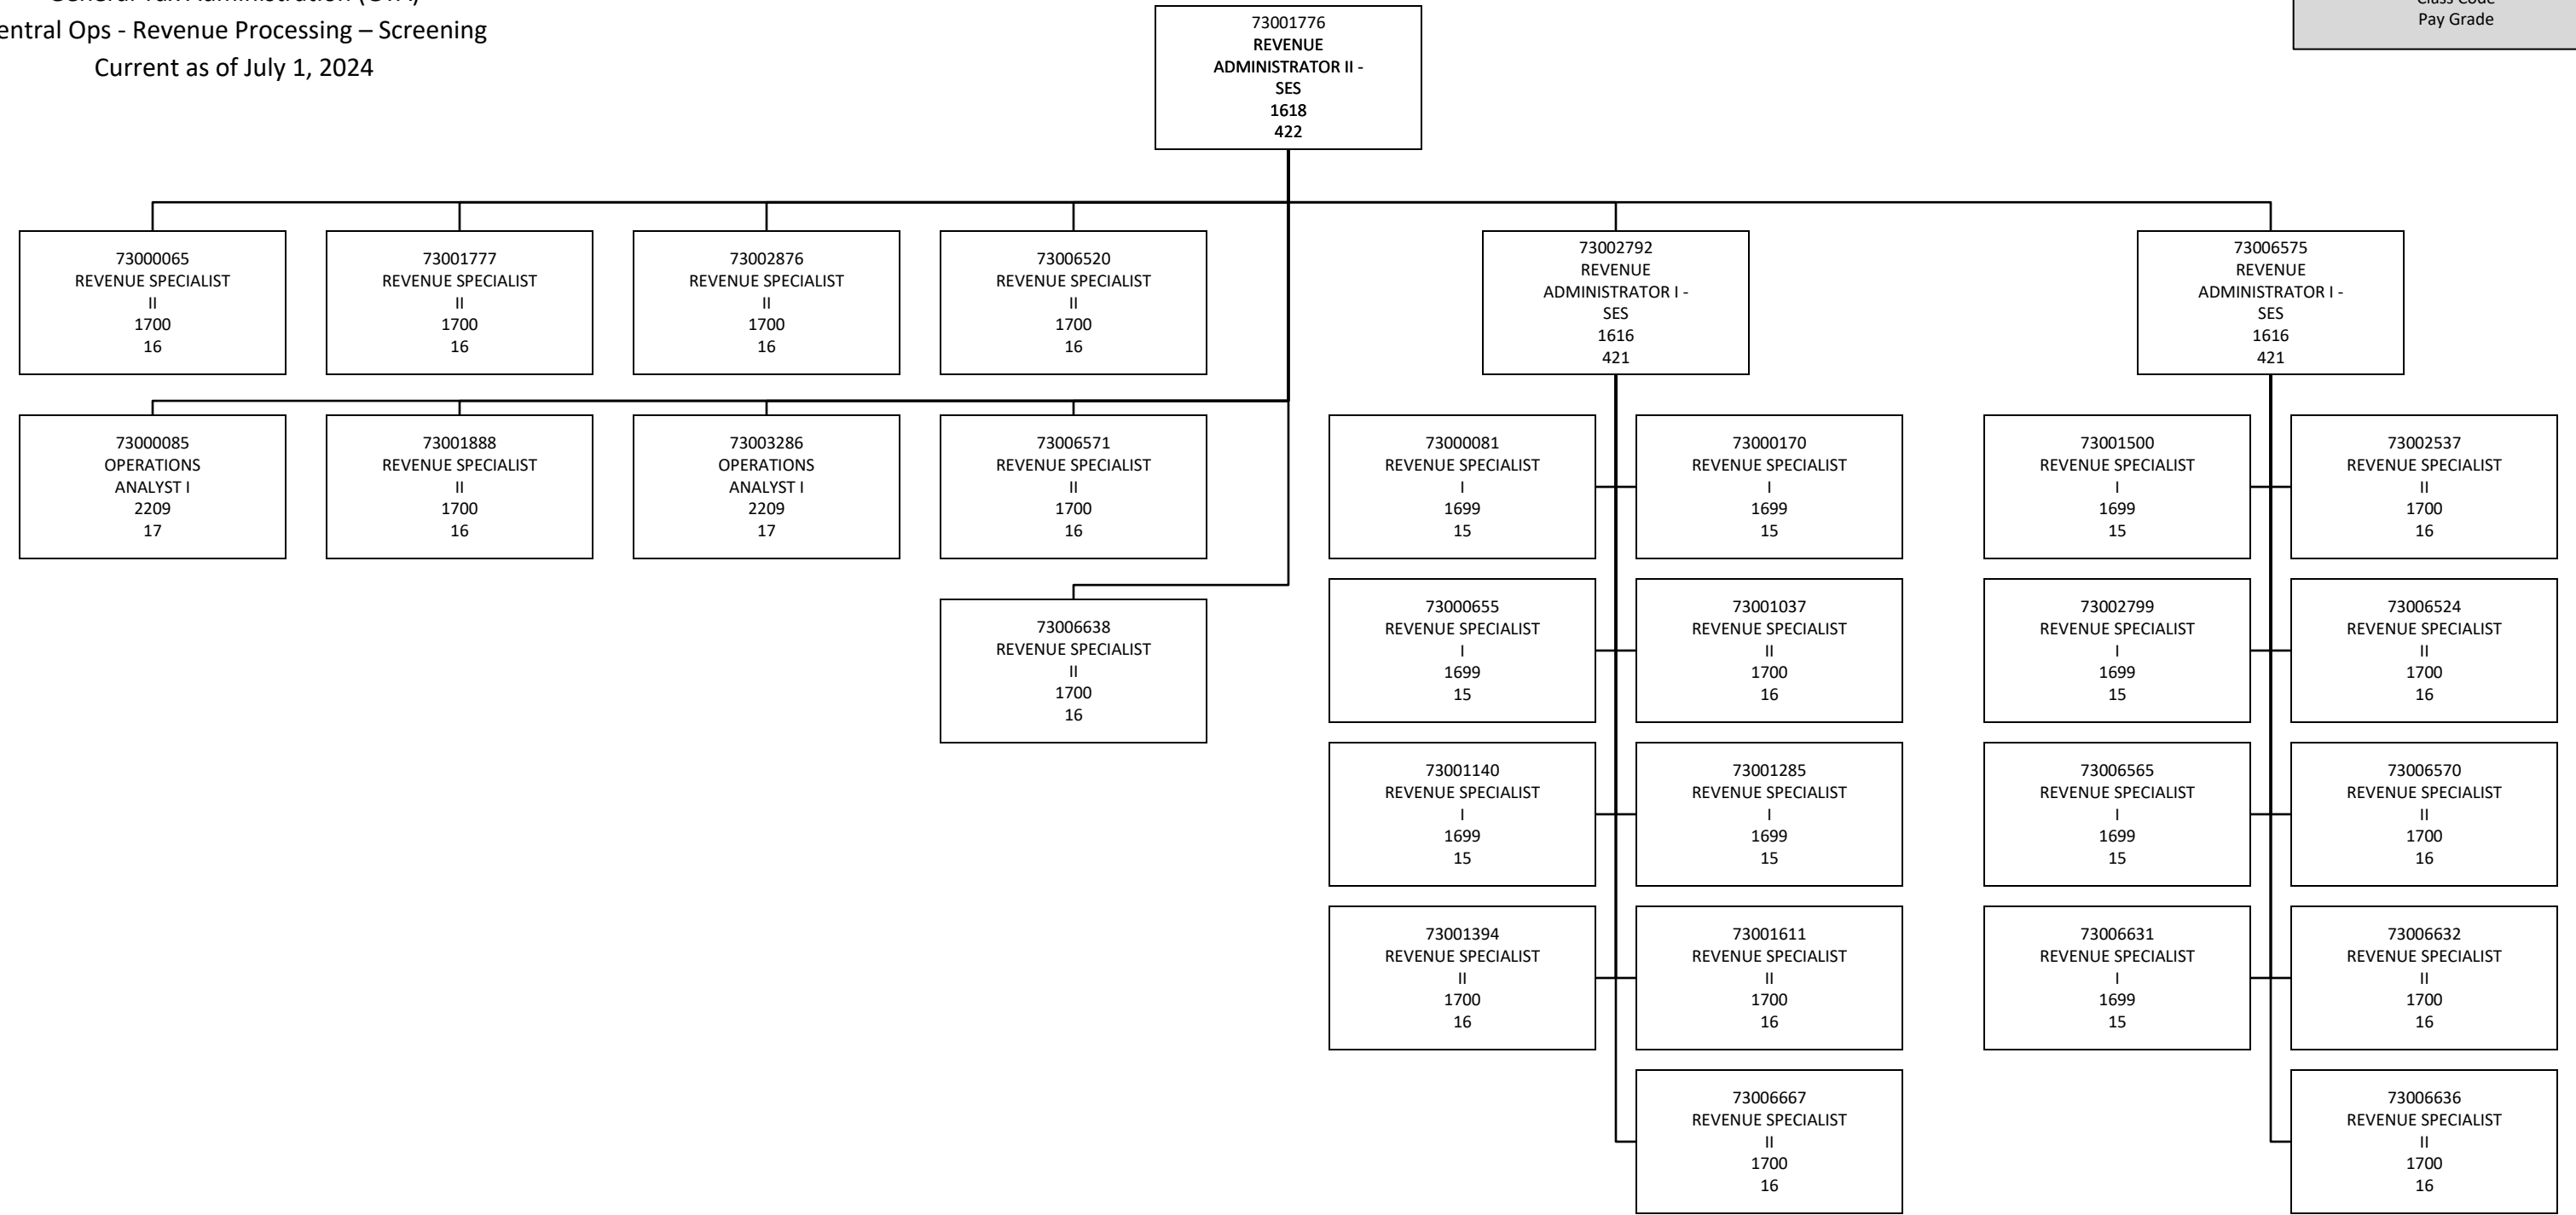 entral Ops - Revenue Processing – Screening
Current as of July 1, 2024
Class Code
Pay Grade
73001776
REVENUE
ADMINISTRATOR II -
SES
1618
422
73000065
REVENUE SPECIALIST
II
1700
16
73001777
REVENUE SPECIALIST
II
1700
16
73002876
REVENUE SPECIALIST
II
1700
16
73006520
REVENUE SPECIALIST
II
1700
16
73002792
REVENUE
ADMINISTRATOR I -
SES
1616
421
73006575
REVENUE
ADMINISTRATOR I -
SES
1616
421
73000085
OPERATIONS
ANALYST I
2209
17
73001888
REVENUE SPECIALIST
II
1700
16
73003286
OPERATIONS
ANALYST I
2209
17
73006571
REVENUE SPECIALIST
II
1700
16
73000081
REVENUE SPECIALIST
I
1699
15
73000170
REVENUE SPECIALIST
I
1699
15
73001500
REVENUE SPECIALIST
I
1699
15
73002537
REVENUE SPECIALIST
II
1700
16
73006638
REVENUE SPECIALIST
II
1700
16
73000655
REVENUE SPECIALIST
I
1699
15
73001037
REVENUE SPECIALIST
II
1700
16
73002799
REVENUE SPECIALIST
I
1699
15
73006524
REVENUE SPECIALIST
II
1700
16
73001140
REVENUE SPECIALIST
I
1699
15
73001285
REVENUE SPECIALIST
I
1699
15
73006565
REVENUE SPECIALIST
I
1699
15
73006570
REVENUE SPECIALIST
II
1700
16
73001394
REVENUE SPECIALIST
II
1700
16
73001611
REVENUE SPECIALIST
II
1700
16
73006631
REVENUE SPECIALIST
I
1699
15
73006632
REVENUE SPECIALIST
II
1700
16
73006667
REVENUE SPECIALIST
II
1700
16
73006636
REVENUE SPECIALIST
II
1700
16